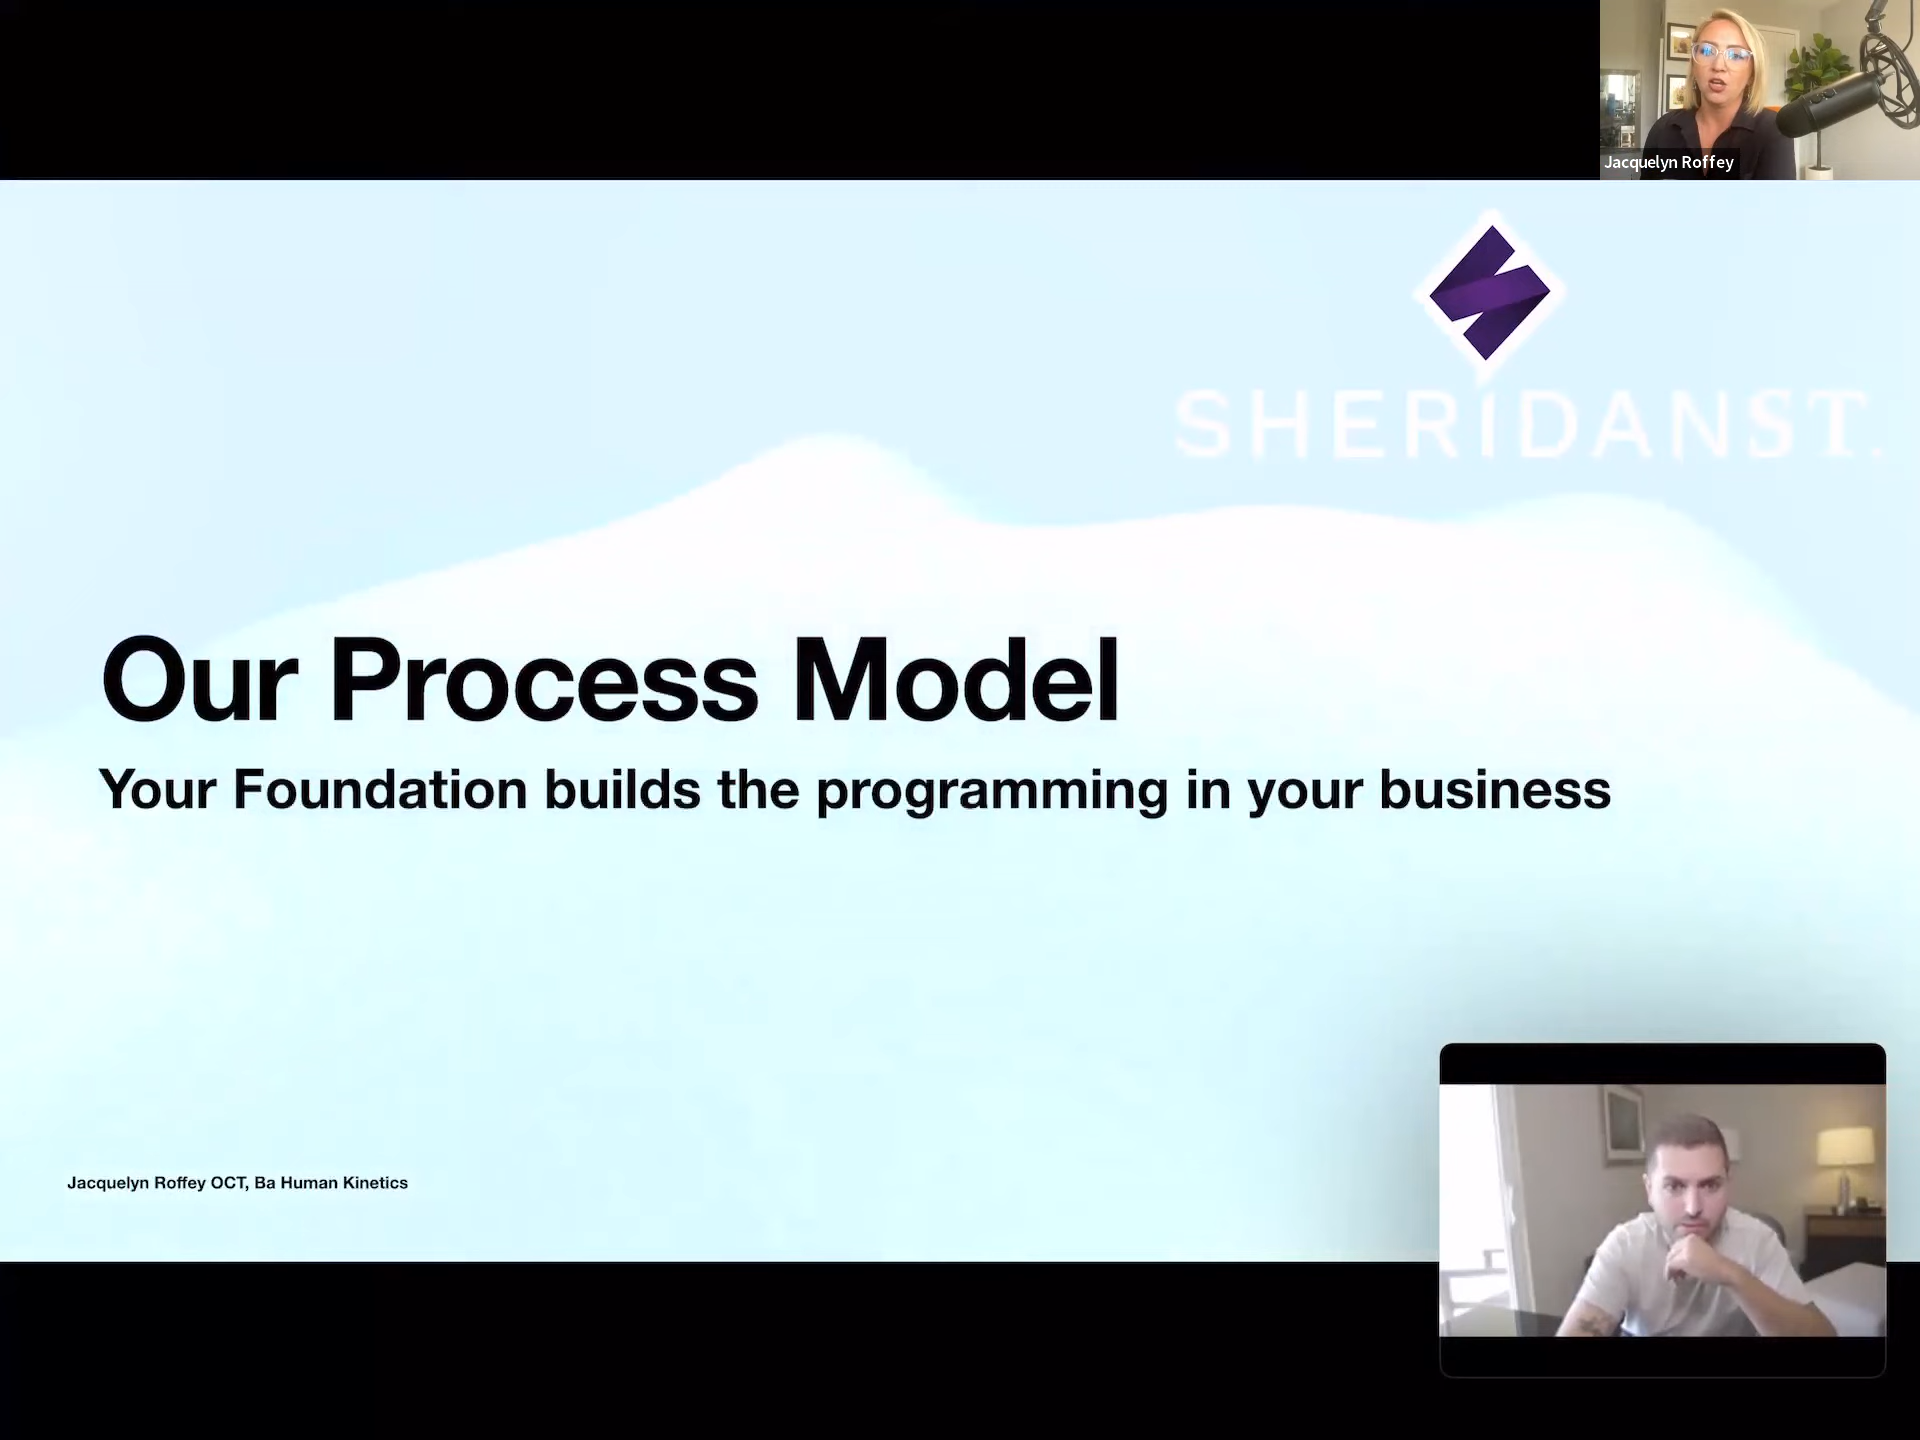 Jacquelyn Roffey
SHERIDANST.
Our Process Model
Your Foundation builds the programming in your business
Jacquelyn Roffey OCT, Ba Human Kinetics